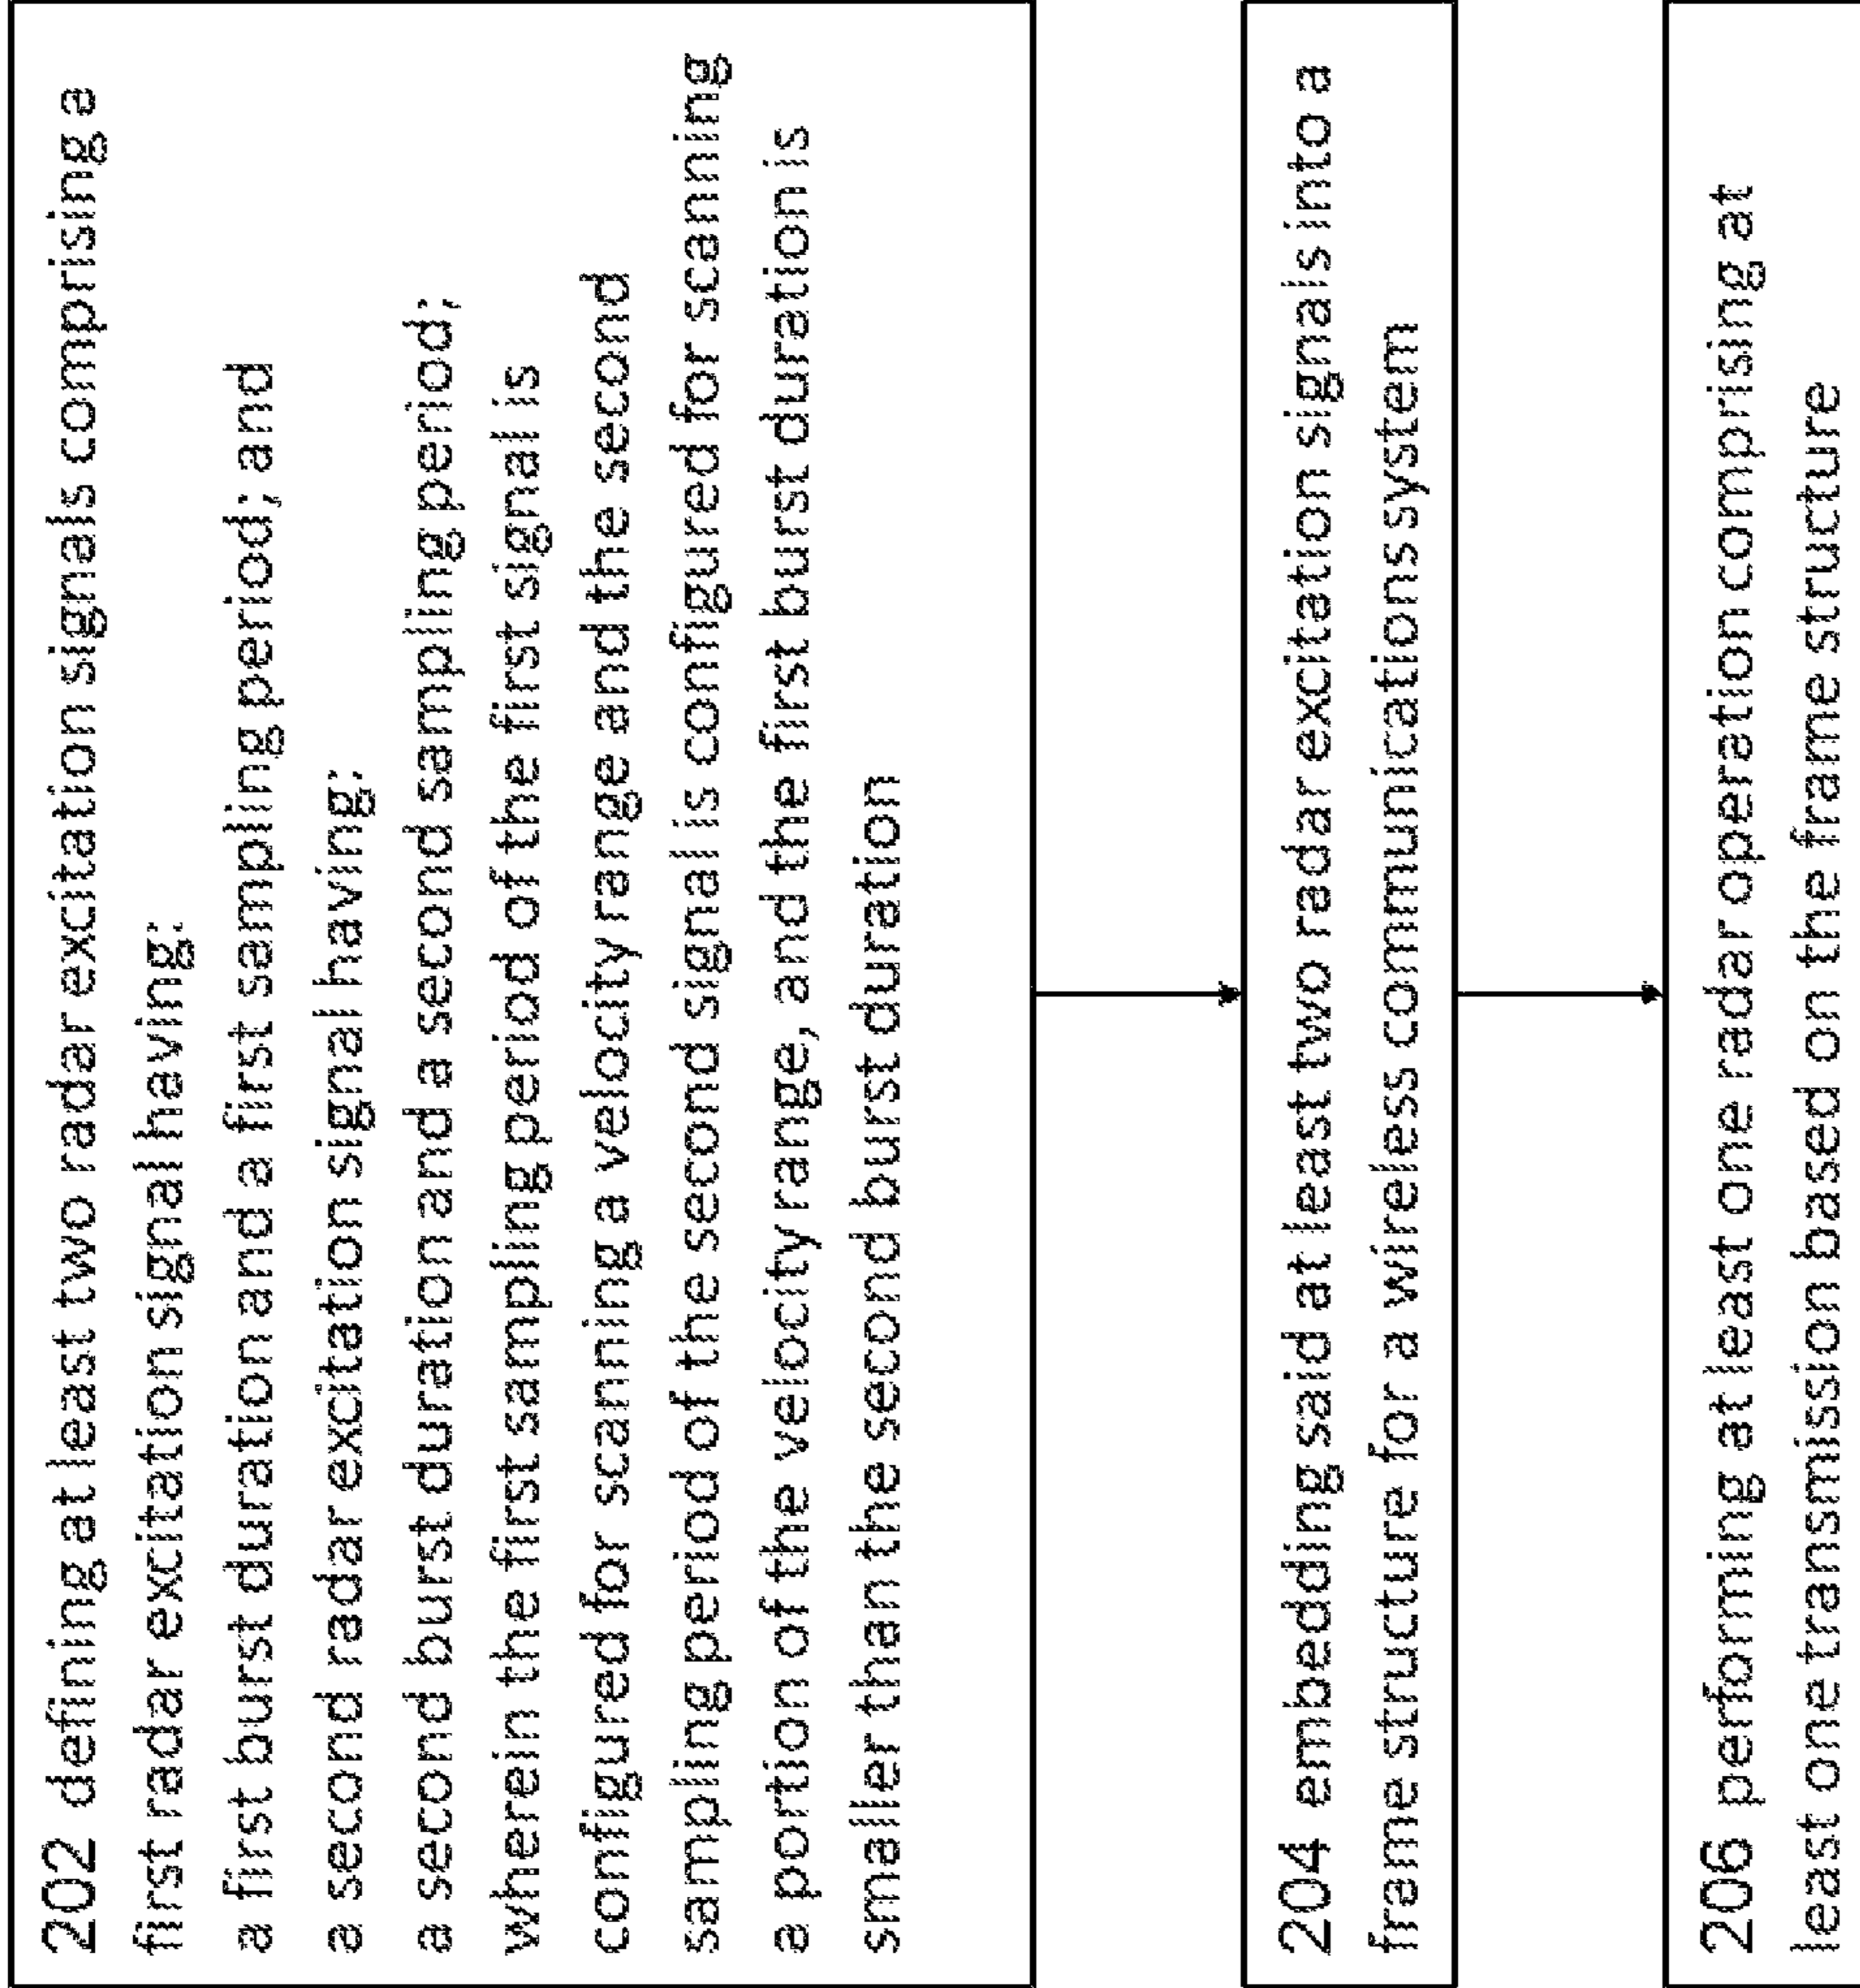 202 defining at least two radar excitation signals comprising a
first radar excitation signal having:
a first burst duration and a first sampling period; and
a second radar excitation signal having:
a second burst duration and a second sampling period;
wherein the first sampling period of the first signal is
configured for scanning a velocity range and the second
sampling period of the second signal is configured for scanning
a portion of the velocity range, and the first burst duration is
smaller than the second burst duration
204 embedding said at least two radar excitation signals into a
frame structure for a wireless communications system
206 performing at least one radar operation comprising at
least one transmission based on the frame structure